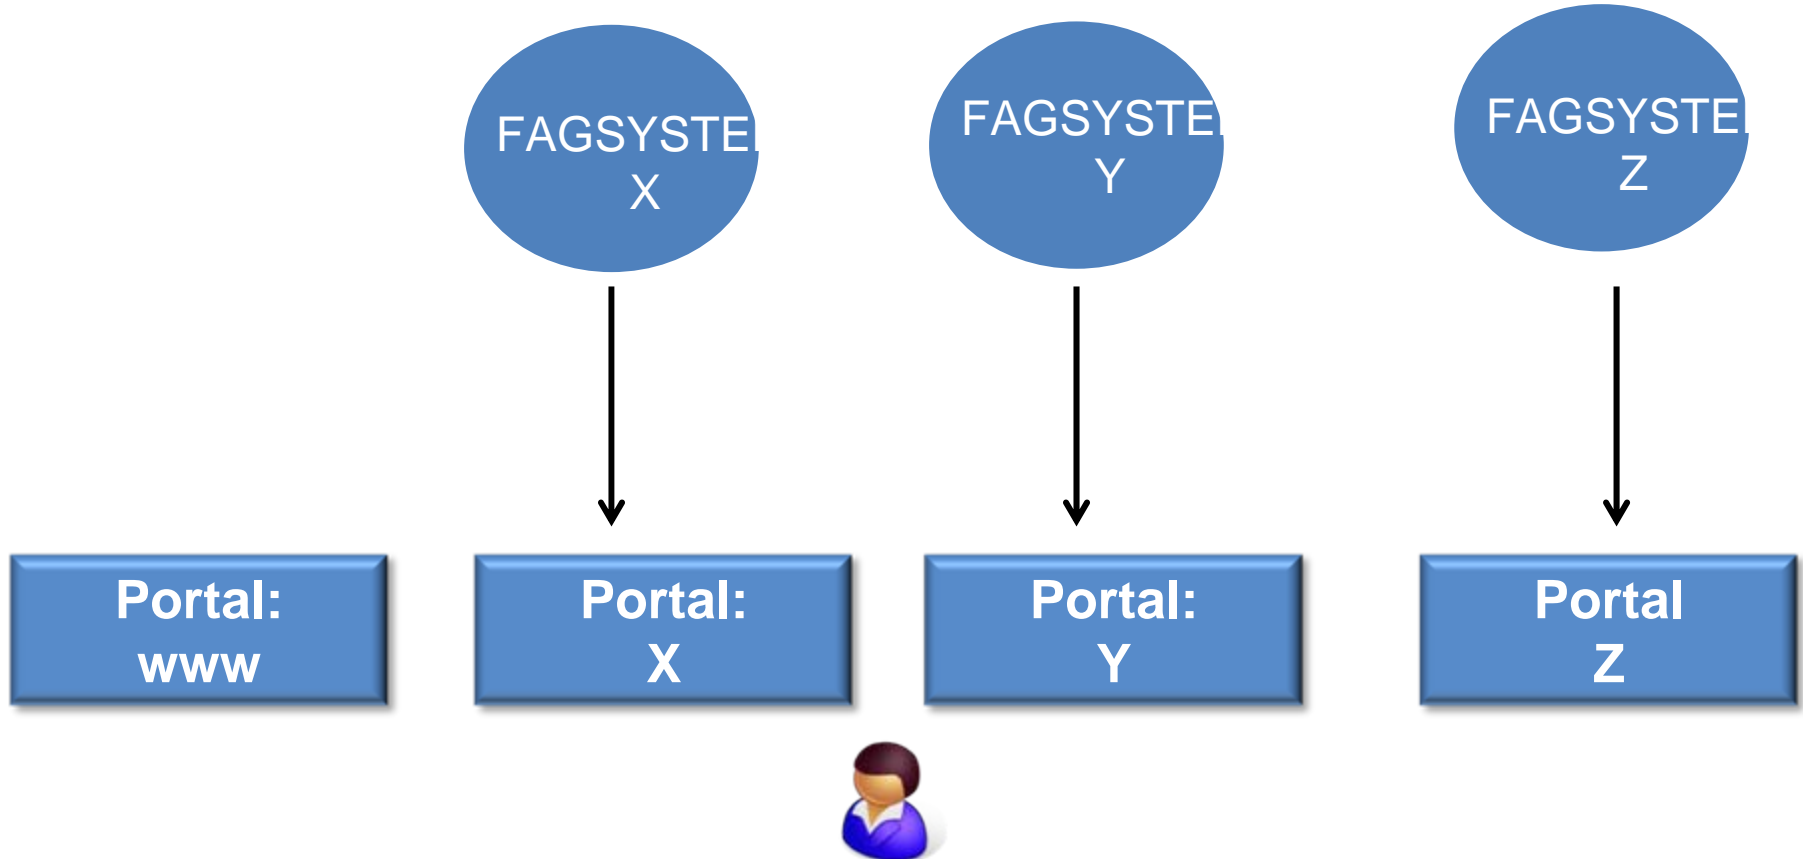 FAGSYSTE
X
FAGSYSTE
Y
FAGSYSTE
Z
Portal:
www
Portal:
X
Portal:
Y
Portal
Z